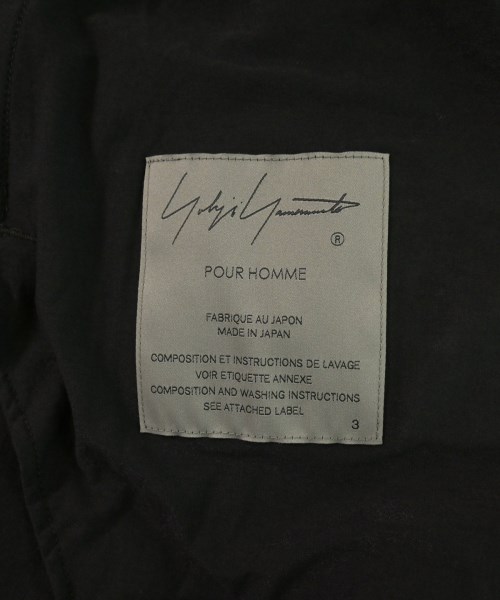 Yohji Yamamoto
®
POUR HOMME
FABRIQUE AU JAPON
MADE IN JAPAN
COMPOSITION ET INSTRUCTIONS DE LAVAGE
VOIR ETIQUETTE ANNEXE
COMPOSITION AND WASHING INSTRUCTIONS
SEE ATTACHED LABEL
3